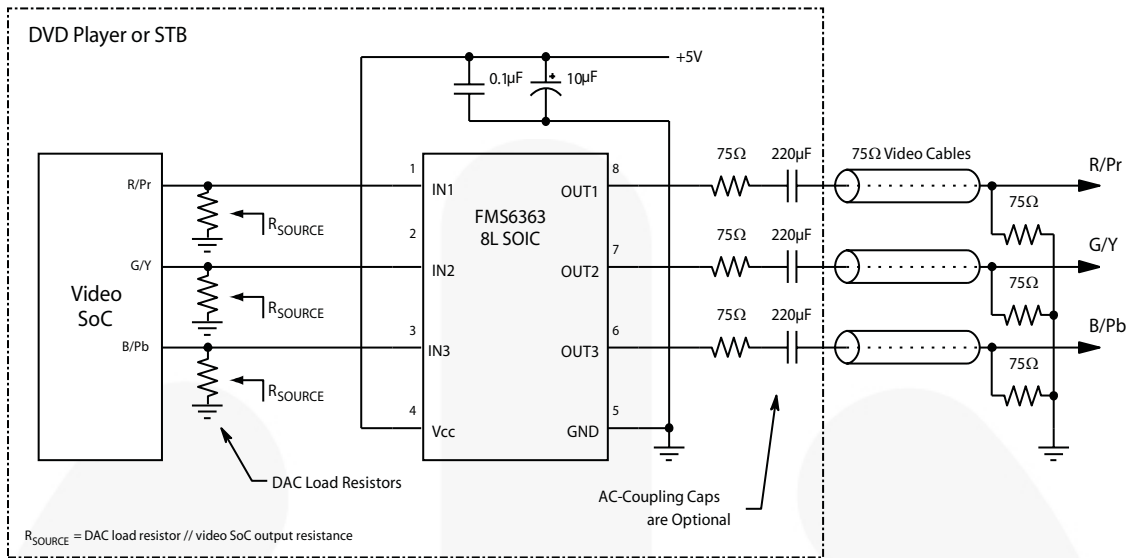 DVD Player or STB
+5V
0.1µF
+
10µF
75Ω
220µF
75Ω Video Cables
R/Pr
R/Pr
1
IN1
8
OUT1
FMS6363
8L SOIC
RSOURCE
75Ω
2
7
75Ω
220µF
G/Y
G/Y
IN2
OUT2
Video
SoC
RSOURCE
75Ω
3
6
75Ω
220µF
B/Pb
B/Pb
IN3
OUT3
RSOURCE
75Ω
4
Vcc
5
GND
DAC Load Resistors
AC-Coupling Caps
are Optional
RSOURCE = DAC load resistor // video SoC output resistance